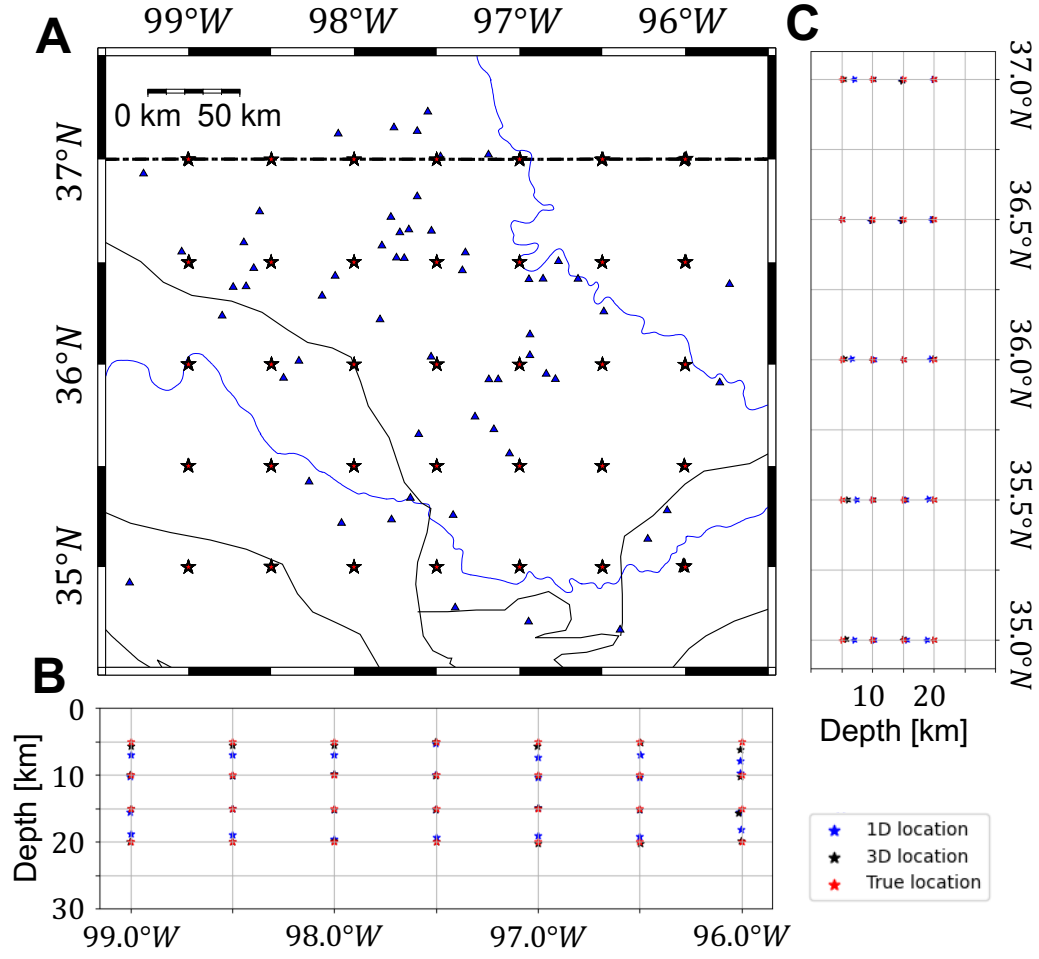 A
99°W 98°W 97°W 96°W
0 km 50 km
37°N
36°N
35°N
C
37.0°N
36.5°N
36.0°N
35.5°N
35.0°N
10 20
Depth [km]
B
0
10
20
30
Depth [km]
99.0°W 98.0°W 97.0°W 96.0°W
1D location
3D location
True location